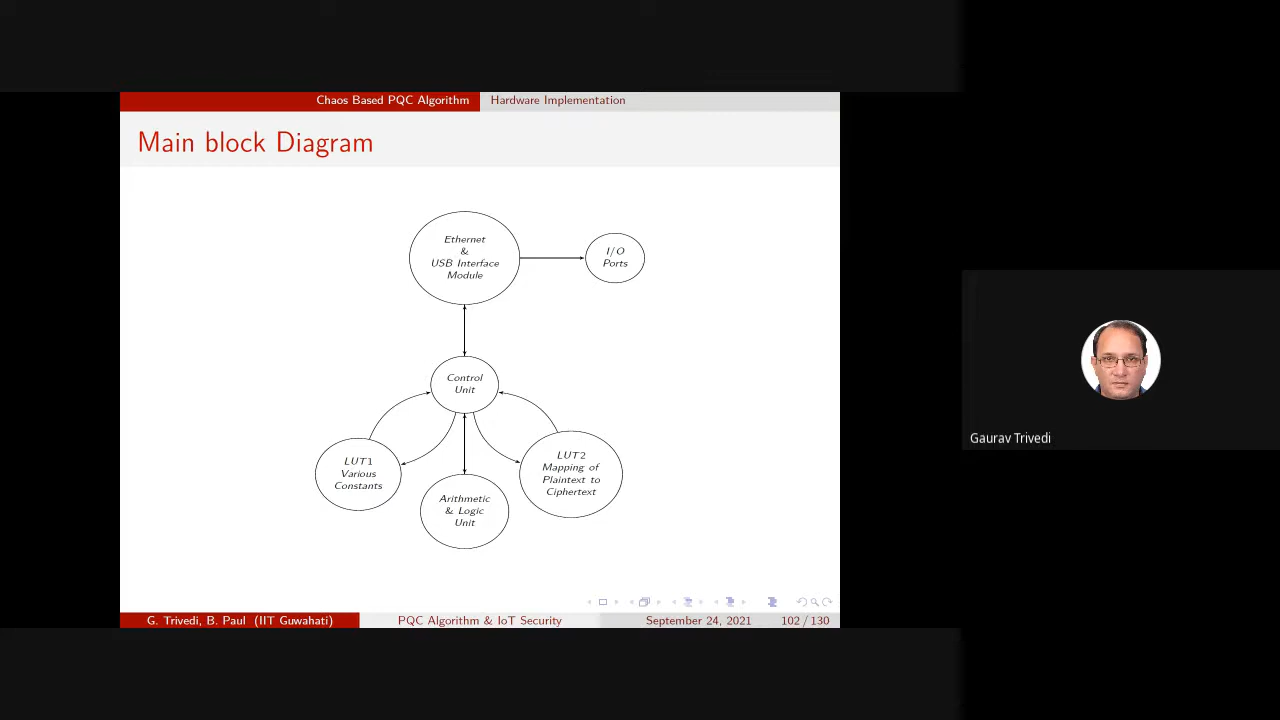 Chaos Based PQC Algorithm
Hardware Implementation
Main block Diagram
Ethernet
&
USB Interface
Module
I/O
Ports
Control
Unit
LUT1
Various
Constants
Arithmetic
& Logic
Unit
LUT2
Mapping of
Plaintext to
Ciphertext
Gaurav Trivedi
G. Trivedi, B. Paul (IIT Guwahati)
PQC Algorithm & IoT Security
September 24, 2021
102 / 130